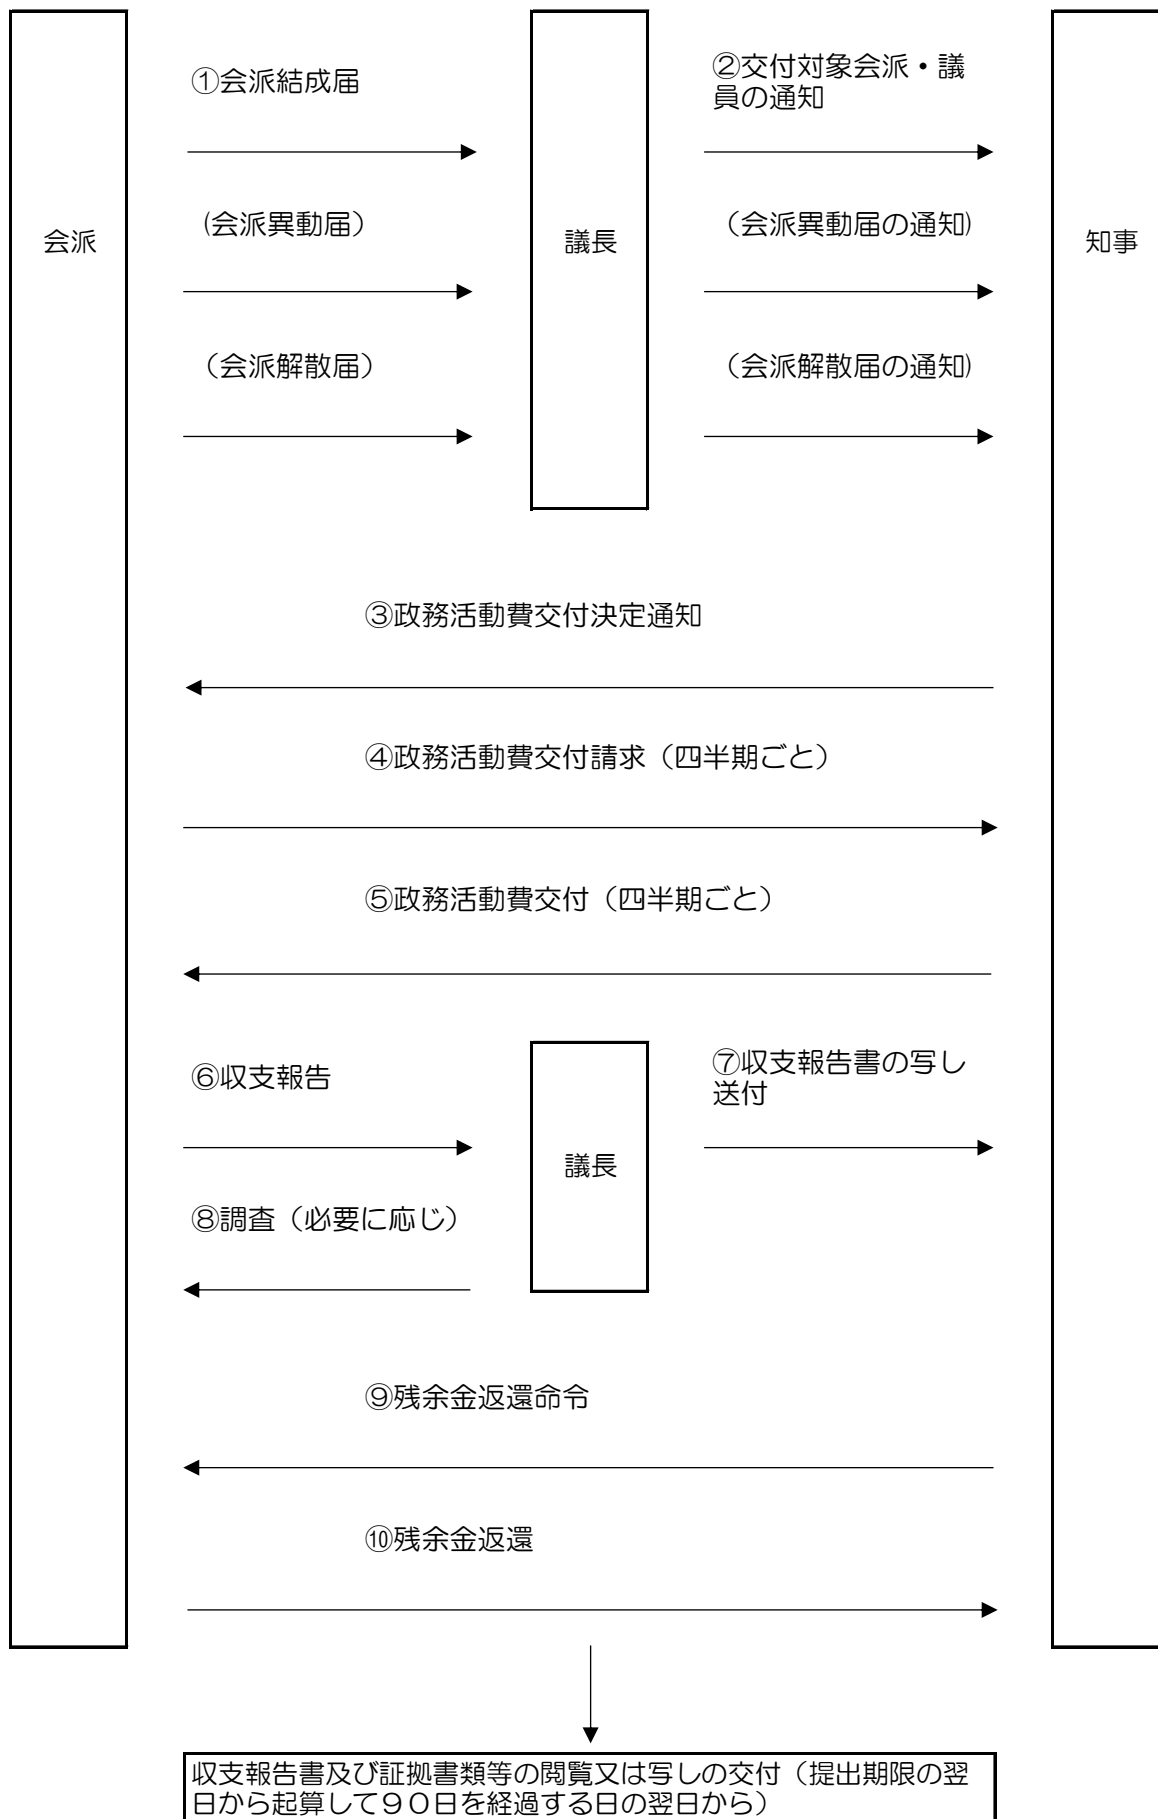 ①会派結成届
②交付対象会派・議
員の通知
(会派異動届）
（会派異動届の通知)
会派
議長
知事
（会派解散届）
（会派解散届の通知)
③政務活動費交付決定通知
④政務活動費交付請求（四半期ごと）
⑤政務活動費交付（四半期ごと）
⑥収支報告
⑦収支報告書の写し
送付
議長
⑧調査（必要に応じ）
⑨残余金返還命令
⑩残余金返還
収支報告書及び証拠書類等の閲覧又は写しの交付（提出期限の翌
日から起算して９０日を経過する日の翌日から）